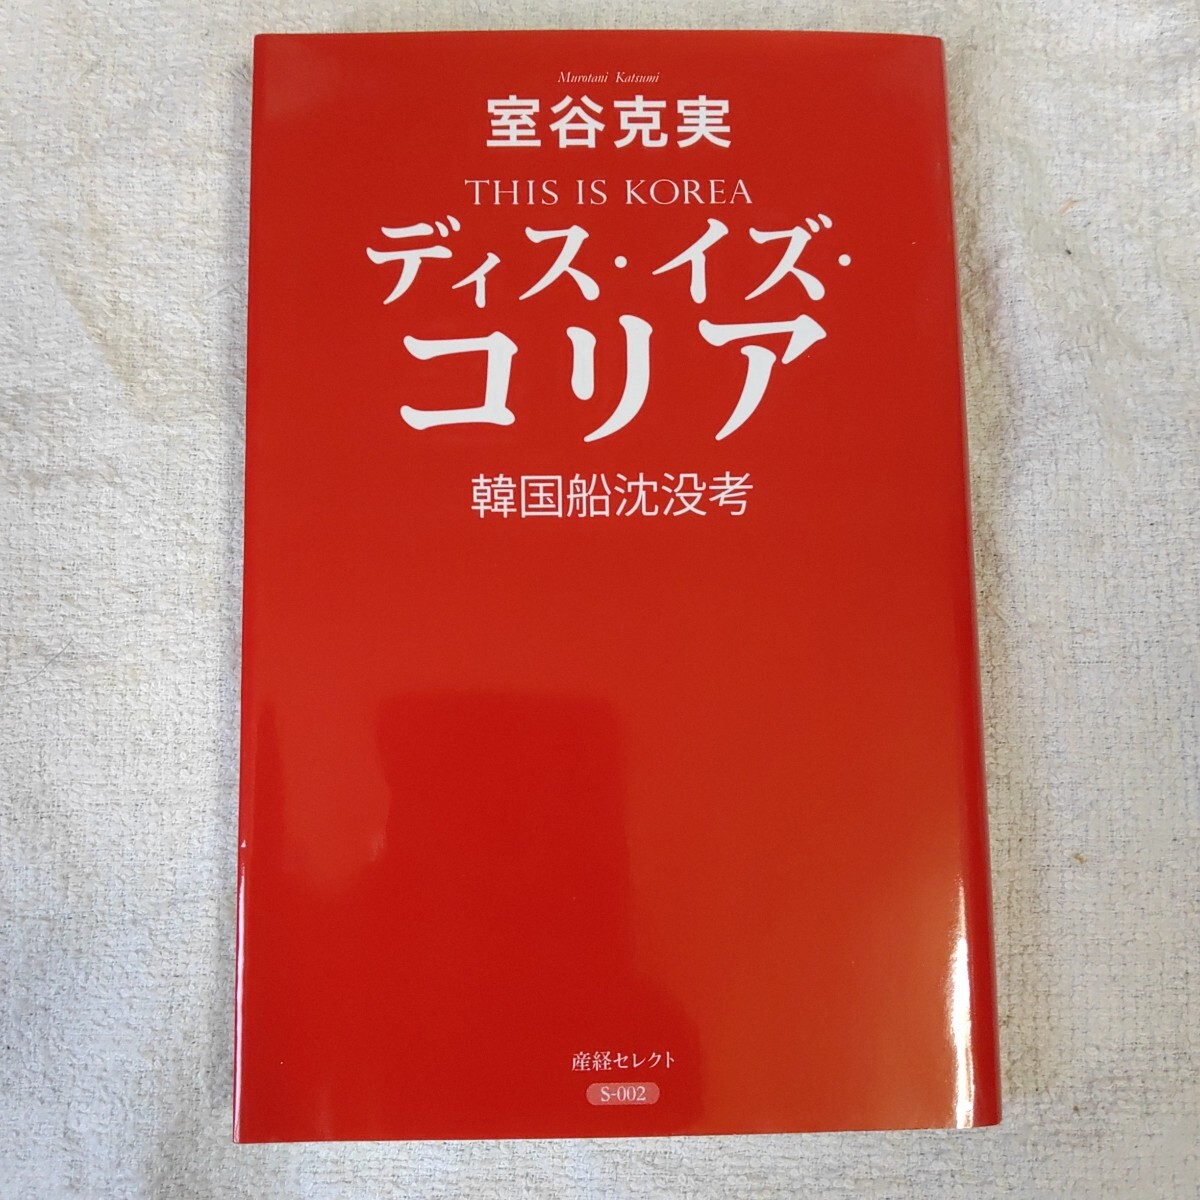 Murotani Katsumi
室谷克実
THIS IS KOREA
ディス・イズ・
コリア
韓国船沈没考
産経セレクト
S-002